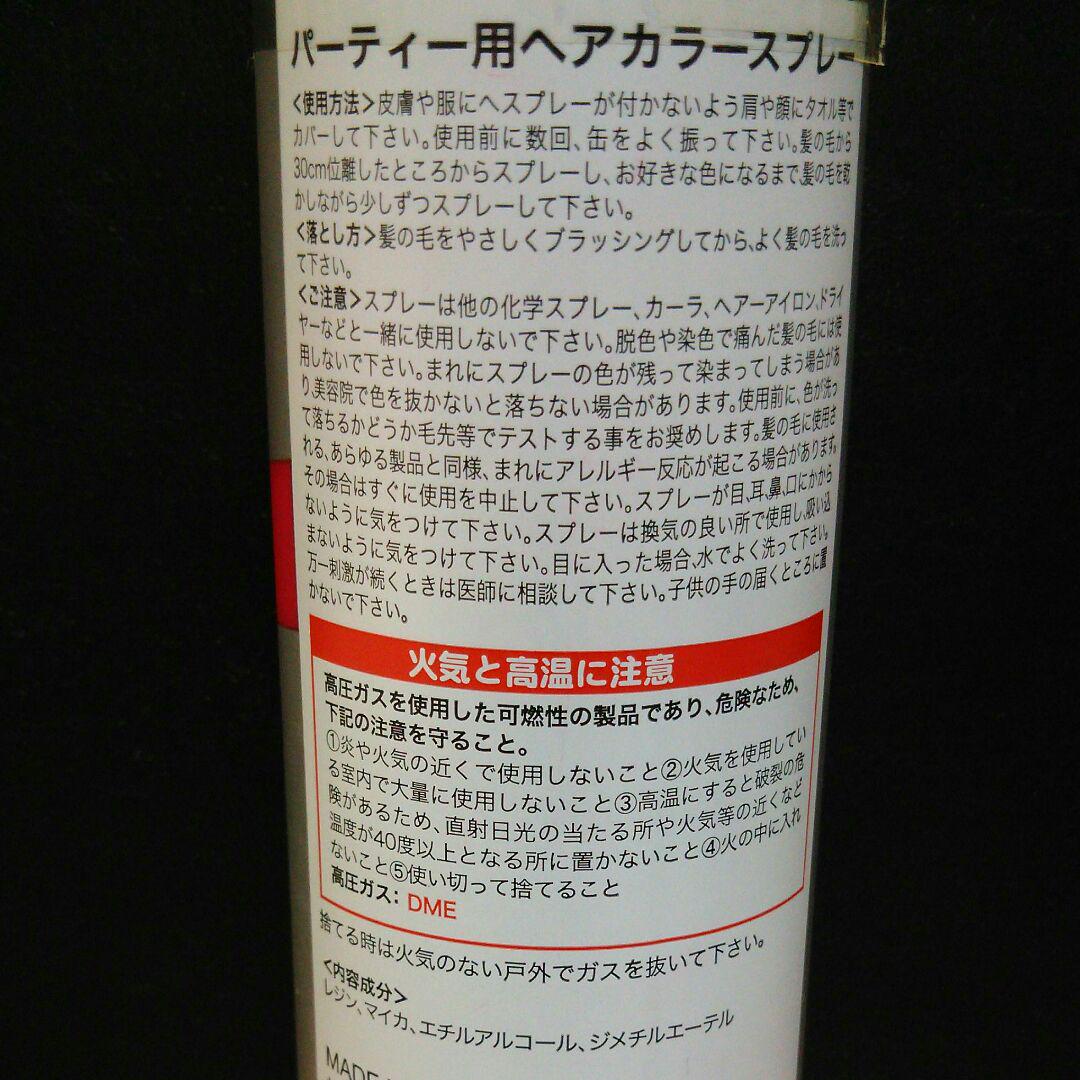 パーティー用ヘアカラースプレー
<使用方法>皮膚や服にヘスプレーが付かないよう肩や顔にタオル等で
カバーして下さい。使用前に数回、缶をよく振って下さい。髪の毛から
30cm位離したところからスプレーし、お好きな色になるまで、髪の毛を乾
かしながら少しずつスプレーして下さい。
<落とし方>髪の毛をやさしくブラッシングしてから、よく髪の毛を洗っ
て下さい。
<ご注意>スプレーは他の化学スプレー、カーラ、ヘアーアイロン、ドライ
ヤーなどと一緒に使用しないで下さい。脱色や染色で痛んだ髪の毛には使
用しないで下さい。まれにスプレーの色が残って染まってしまう場合があ
り、美容院で色を抜かないと落ちない場合があります。使用前に、色が洗っ
て落ちるかどうか毛先等でテストする事をお奨めします。髪の毛に使用さ
れる、あらゆる製品と同様、まれにアレルギー反応が起こる場合があります。
その場合はすぐに使用を中止して下さい。スプレーが目、耳、鼻、口にかから
ないように気をつけて下さい。スプレーは換気の良い所で使用し、吸い込
まないように気をつけて下さい。目に入った場合、水でよく洗って下さい。
万一刺激が続くときは医師に相談して下さい。子供の手の届くところに置
かないで下さい。
火気と高温に注意
高圧ガスを使用した可燃性の製品であり、危険なため、
下記の注意を守ること。
①炎や火気の近くで使用しないこと②火気を使用してい
る室内で大量に使用しないこと③高温にすると破裂の危
険があるため、直射日光の当たる所や火気等の近くなど
温度が40度以上となる所に置かないこと④火の中に入れ
ないこと⑤使い切って捨てること
高圧ガス: DME
捨てる時は火気のない戸外でガスを抜いて下さい。
<内容成分>
レジン、マイカ、エチルアルコール、ジメチルエーテル
MADE